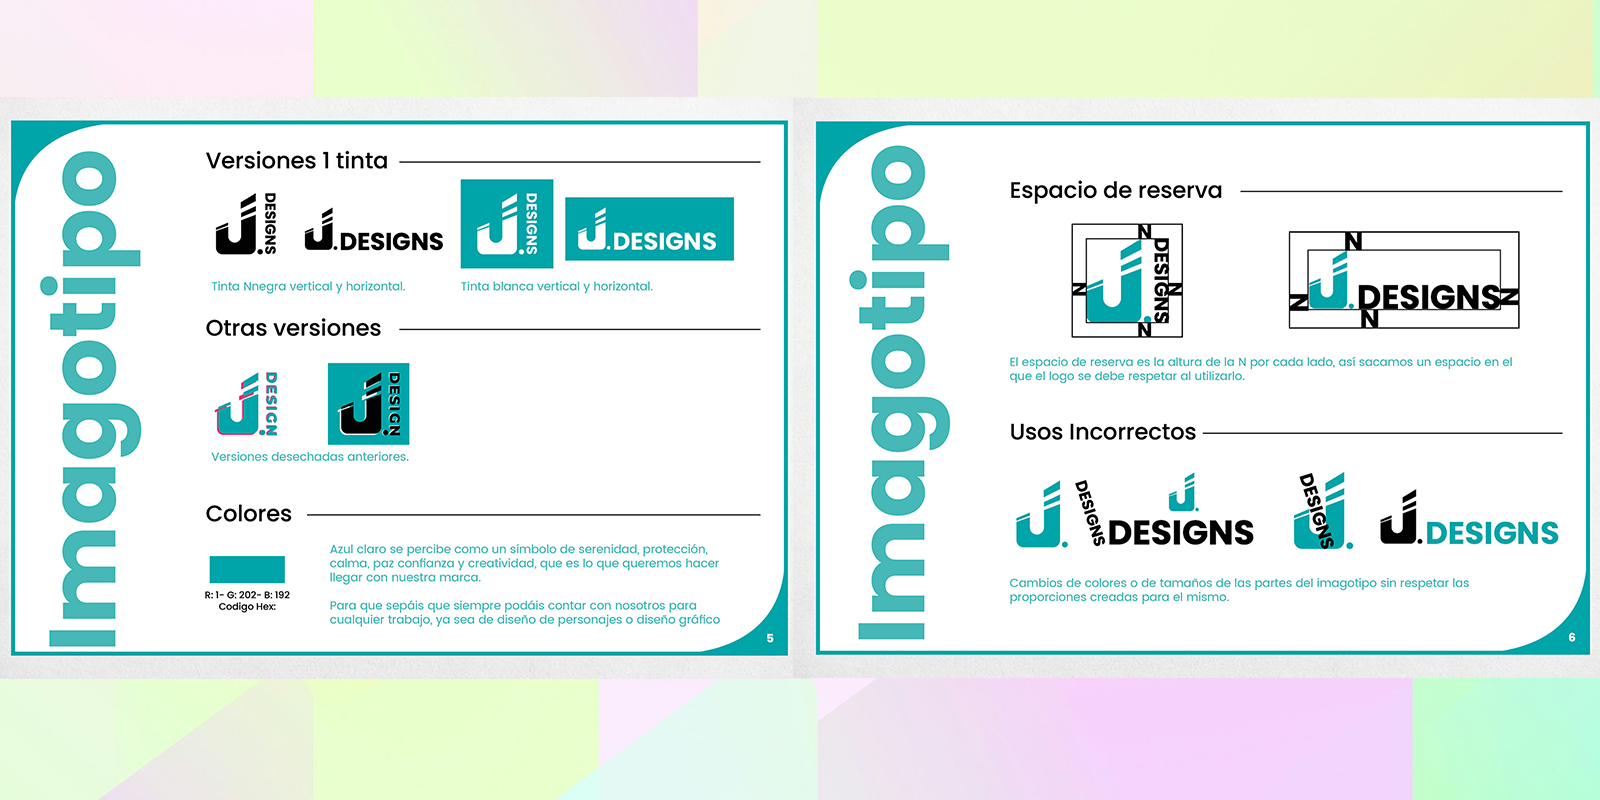 Imagotipo
Versiones 1 tinta
J. DESIGNS
J.DESIGNS
J. DESIGNS
J.DESIGNS
Tinta Nnegra vertical y horizontal.
Tinta blanca vertical y horizontal.
Otras versiones
J. DESIGN
J. DESIGN
Versiones desechadas anteriores.
Colores
R: 1- G: 202- B: 192
Codigo Hex:
Azul claro se percibe como un símbolo de serenidad, protección,
calma, paz confianza y creatividad, que es lo que queremos hacer
llegar con nuestra marca.
Para que sepáis que siempre podáis contar con nosotros para
cualquier trabajo, ya sea de diseño de personajes o diseño gráfico
5
Imagotipo
Espacio de reserva
N
N
J. DESIGNS
N
N
N
N
J.DESIGNS
N
N
El espacio de reserva es la altura de la N por cada lado, así sacamos un espacio en el
que el logo se debe respetar al utilizarlo.
Usos Incorrectos
J. DESIGNS
J. DESIGNS
J. DESIGNS
J.DESIGNS
Cambios de colores o de tamaños de las partes del imagotipo sin respetar las
proporciones creadas para el mismo.
6